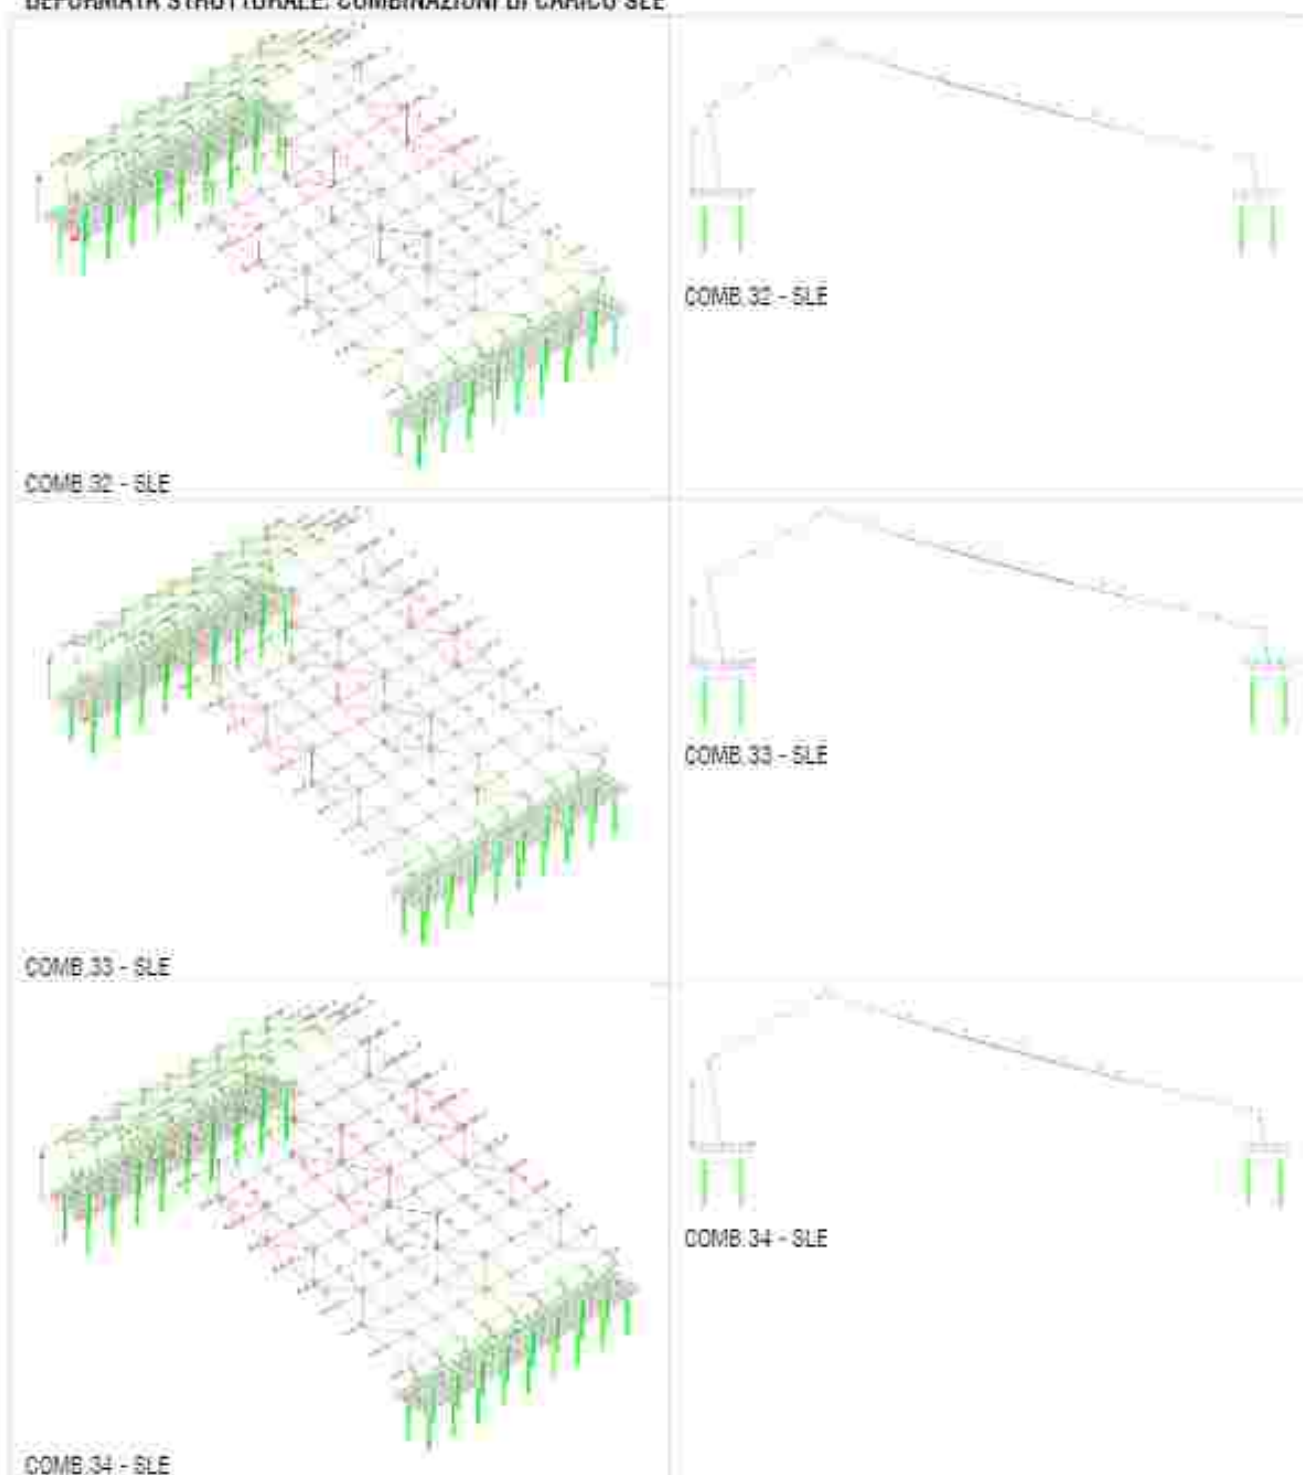 DEFORMATA STRUTTURALE: COMBINAZIONI DI CARICO SLE
COMB.32 - SLE
COMB.32 - SLE
COMB.33 - SLE
COMB.33 - SLE
COMB.34 - SLE
COMB.34 - SLE